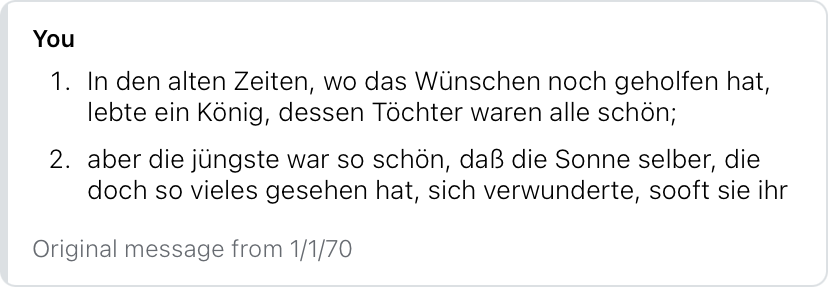 You
1. In den alten Zeiten, wo das Wünschen noch geholfen hat,
lebte ein König, dessen Töchter waren alle schön;
2. aber die jüngste war so schön, daß die Sonne selber, die
doch so vieles gesehen hat, sich verwunderte, sooft sie ihr
Original message from 1/1/70